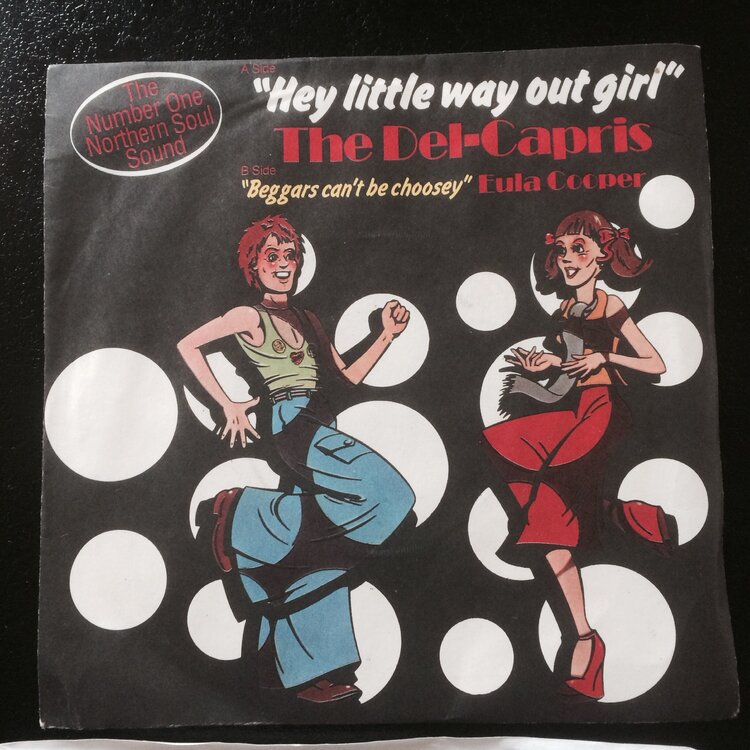 The
Number One
Northern Soul
Sound
A Side
"Hey little way out girl"
The Del-Capris
B Side
"Beggars can't be choosey" Eula Cooper